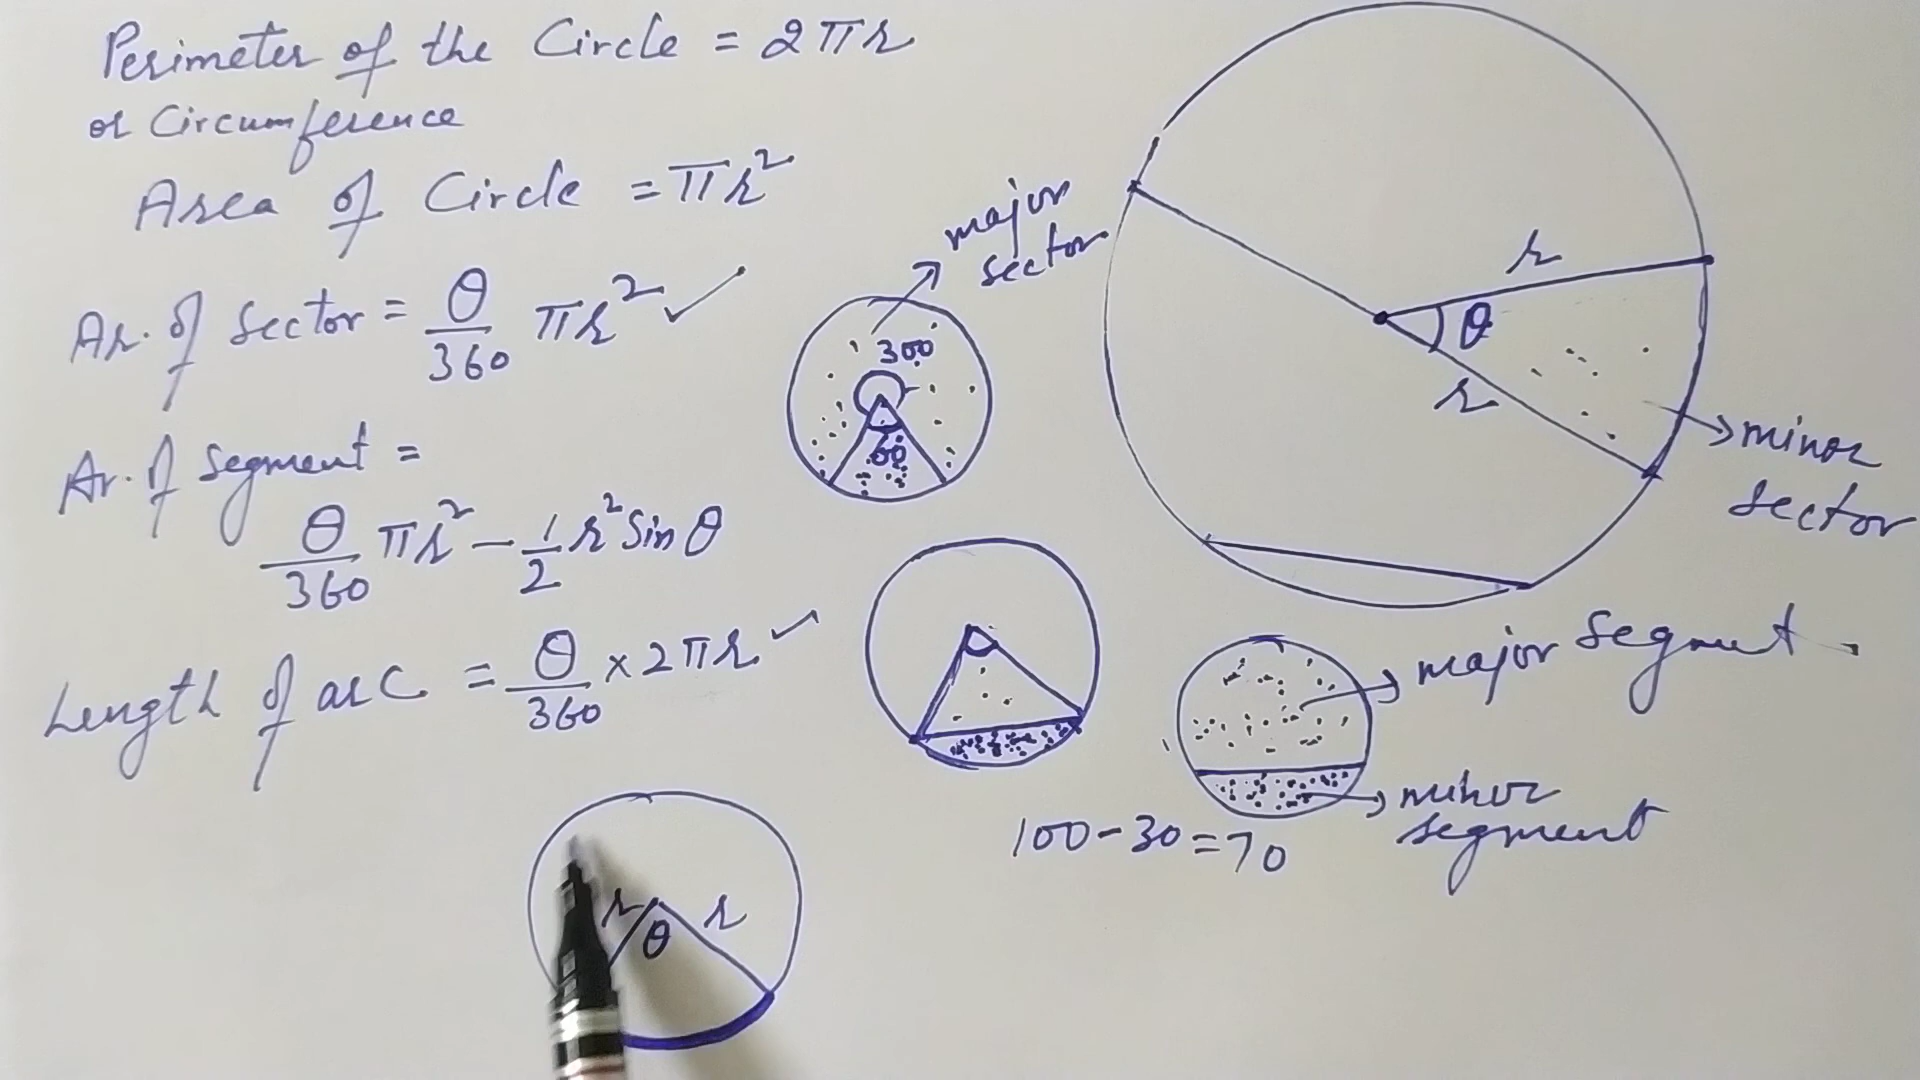 Perimeter of the Circle = 2πr
or Circumference
Area of Circle = πr²
Ar. of Sector = θ/360 πr² ✓
Ar. of Segment =
θ/360 πr² - 1/2 r² Sin θ
Length of arc = θ/360 × 2πr ✓
major
sector
300
60
r
θ
r
minor
sector
major Segmut
minor
segment
100-30=70
r
r
θ